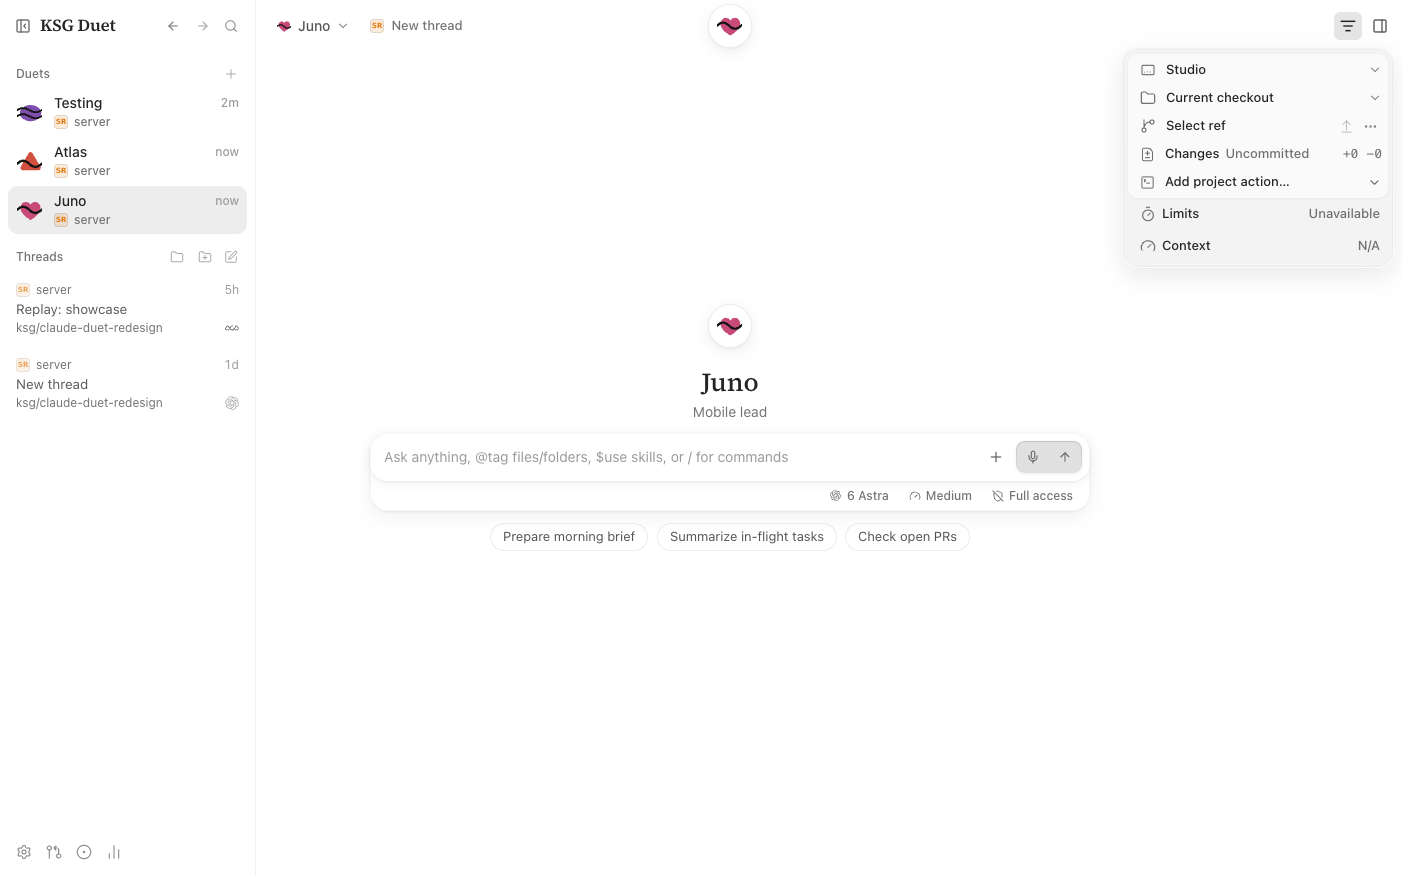 KSG Duet
Juno
SR New thread
Duets
Testing 2m
SR server
Atlas now
SR server
Juno now
SR server
Threads
SR server 5h
Replay: showcase
ksg/claude-duet-redesign
SR server 1d
New thread
ksg/claude-duet-redesign
Studio
Current checkout
Select ref
Changes Uncommitted +0 −0
Add project action...
Limits Unavailable
Context N/A
Juno
Mobile lead
Ask anything, @tag files/folders, $use skills, or / for commands
6 Astra Medium Full access
Prepare morning brief Summarize in-flight tasks Check open PRs